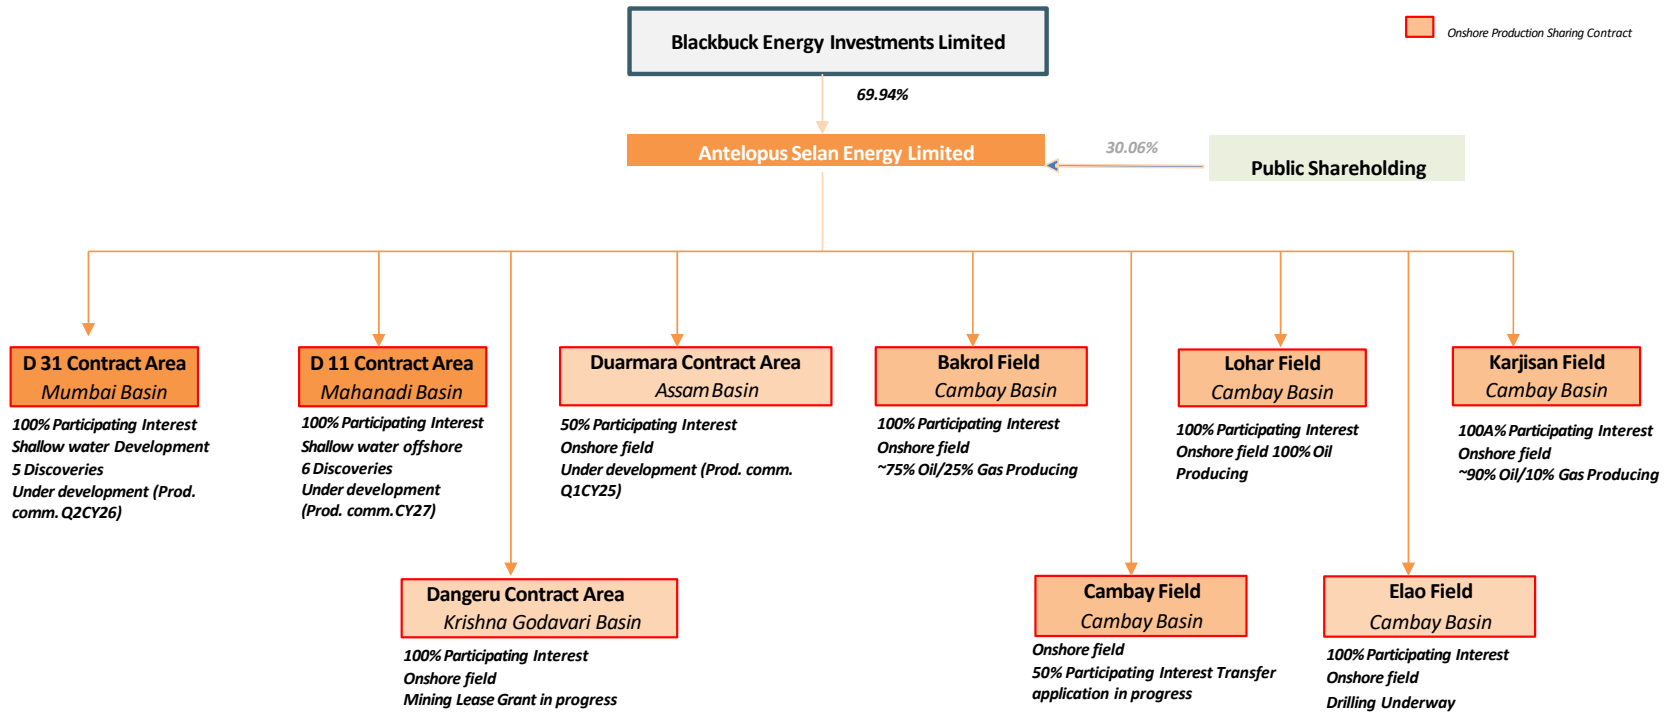 Blackbuck Energy Investments Limited
Onshore Production Sharing Contract
69.94%
Antelopus Selan Energy Limited
30.06%
Public Shareholding
D 31 Contract Area
Mumbai Basin
100% Participating Interest
Shallow water Development
5 Discoveries
Under development (Prod.
comm. Q2CY26)
D 11 Contract Area
Mahanadi Basin
100% Participating Interest
Shallow water offshore
6 Discoveries
Under development
(Prod. comm. CY27)
Duarmara Contract Area
Assam Basin
50% Participating Interest
Onshore field
Under development (Prod. comm.
Q1CY25)
Bakrol Field
Cambay Basin
100% Participating Interest
Onshore field
~75% Oil/25% Gas Producing
Lohar Field
Cambay Basin
100% Participating Interest
Onshore field 100% Oil
Producing
Karjisan Field
Cambay Basin
100A% Participating Interest
Onshore field
~90% Oil/10% Gas Producing
Dangeru Contract Area
Krishna Godavari Basin
100% Participating Interest
Onshore field
Mining Lease Grant in progress
Cambay Field
Cambay Basin
Onshore field
50% Participating Interest Transfer
application in progress
Elao Field
Cambay Basin
100% Participating Interest
Onshore field
Drilling Underway